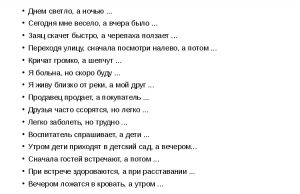 • Днем светло, а ночью ...
• Сегодня мне весело, а вчера было ...
• Заяц скачет быстро, а черепаха ползает ...
• Переходя улицу, сначала посмотри налево, а потом ...
• Кричат громко, а шепчут ...
• Я больна, но скоро буду ...
• Я живу близко от реки, а мой друг ...
• Продавец продает, а покупатель ...
• Друзья часто ссорятся, но легко ...
• Легко заболеть, но трудно ...
• Воспитатель спрашивает, а дети ...
• Утром дети приходят в детский сад, а вечером...
• Сначала гостей встречают, а потом ...
• При встрече здороваются, а при расставании ...
• Вечером ложатся в кровать, а утром ...